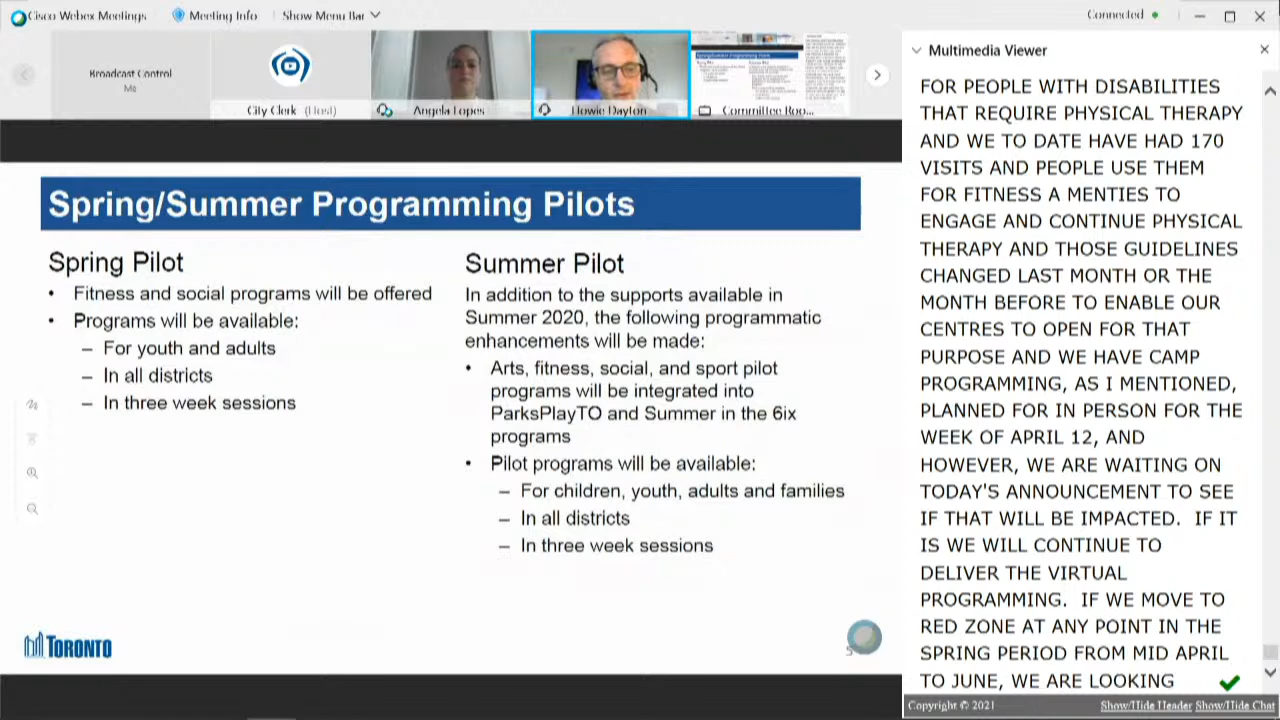 Cisco Webex Meetings
Meeting Info
Show Menu Bar
Connected
Broadcast Control
Me
City Clerk (Host)
Angela Lopes
Howie Dayton
Committee Roo...
Spring/Summer Programming Pilots
Spring/Summer Programming Pilots
Spring Pilot
• Fitness and social programs will be offered
• Programs will be available:
– For youth and adults
– In all districts
– In three week sessions
Summer Pilot
In addition to the supports available in
Summer 2020, the following programmatic
enhancements will be made:
• Arts, fitness, social, and sport pilot
programs will be integrated into
ParksPlayTO and Summer in the 6ix
programs
• Pilot programs will be available:
– For children, youth, adults and families
– In all districts
– In three week sessions
TORONTO
5
Multimedia Viewer
FOR PEOPLE WITH DISABILITIES
THAT REQUIRE PHYSICAL THERAPY
AND WE TO DATE HAVE HAD 170
VISITS AND PEOPLE USE THEM
FOR FITNESS A MENTIES TO
ENGAGE AND CONTINUE PHYSICAL
THERAPY AND THOSE GUIDELINES
CHANGED LAST MONTH OR THE
MONTH BEFORE TO ENABLE OUR
CENTRES TO OPEN FOR THAT
PURPOSE AND WE HAVE CAMP
PROGRAMMING, AS I MENTIONED,
PLANNED FOR IN PERSON FOR THE
WEEK OF APRIL 12, AND
HOWEVER, WE ARE WAITING ON
TODAY'S ANNOUNCEMENT TO SEE
IF THAT WILL BE IMPACTED. IF IT
IS WE WILL CONTINUE TO
DELIVER THE VIRTUAL
PROGRAMMING. IF WE MOVE TO
RED ZONE AT ANY POINT IN THE
SPRING PERIOD FROM MID APRIL
TO JUNE, WE ARE LOOKING
Copyright © 2021
Show/Hide Header Show/Hide Chat